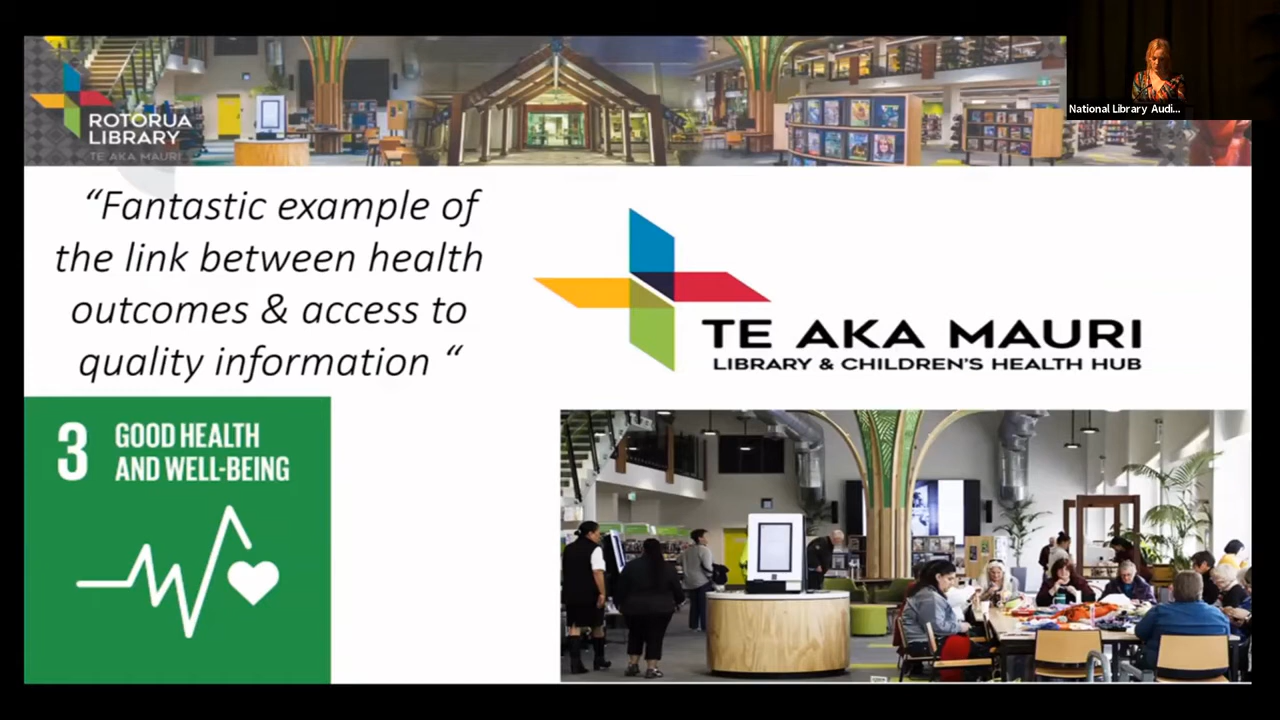 ROTORUA
LIBRARY
TE AKA MAURI
National Library Audi...
“Fantastic example of
the link between health
outcomes & access to
quality information “
TE AKA MAURI
LIBRARY & CHILDREN'S HEALTH HUB
3 GOOD HEALTH
AND WELL-BEING